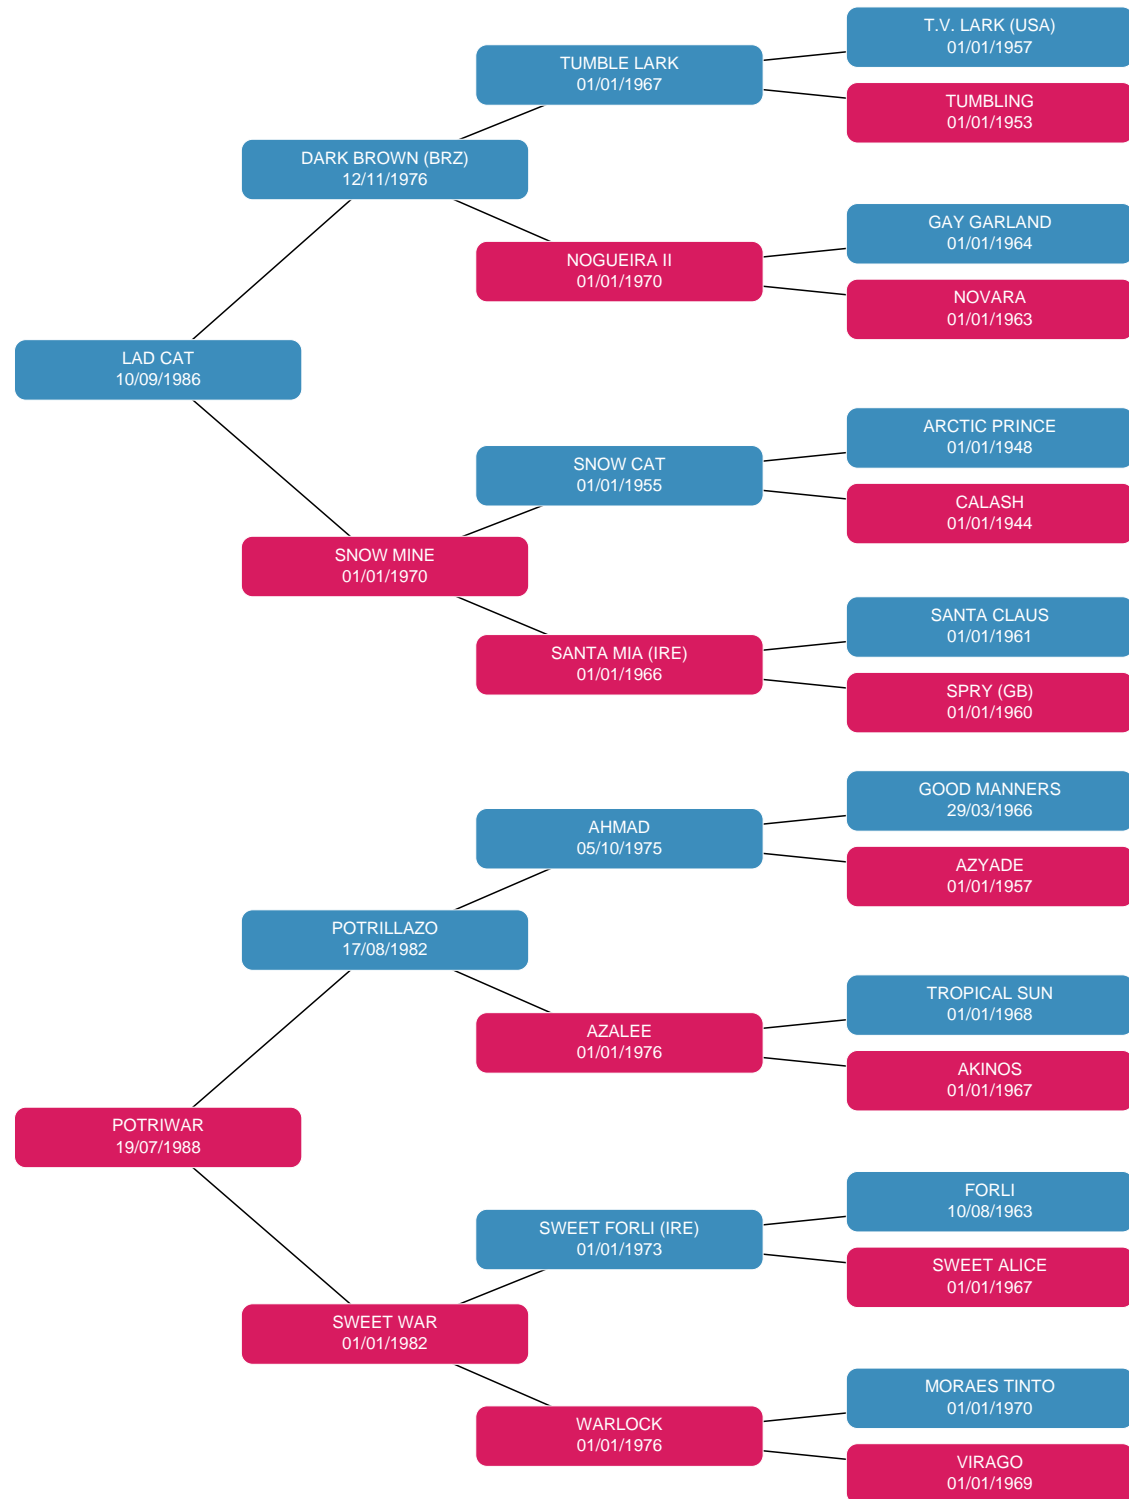 T.V. LARK (USA)
01/01/1957
TUMBLE LARK
01/01/1967
TUMBLING
01/01/1953
DARK BROWN (BRZ)
12/11/1976
GAY GARLAND
01/01/1964
NOGUEIRA II
01/01/1970
NOVARA
01/01/1963
LAD CAT
10/09/1986
ARCTIC PRINCE
01/01/1948
SNOW CAT
01/01/1955
CALASH
01/01/1944
SNOW MINE
01/01/1970
SANTA CLAUS
01/01/1961
SANTA MIA (IRE)
01/01/1966
SPRY (GB)
01/01/1960
GOOD MANNERS
29/03/1966
AHMAD
05/10/1975
AZYADE
01/01/1957
POTRILLAZO
17/08/1982
TROPICAL SUN
01/01/1968
AZALEE
01/01/1976
AKINOS
01/01/1967
POTRIWAR
19/07/1988
FORLI
10/08/1963
SWEET FORLI (IRE)
01/01/1973
SWEET ALICE
01/01/1967
SWEET WAR
01/01/1982
MORAES TINTO
01/01/1970
WARLOCK
01/01/1976
VIRAGO
01/01/1969